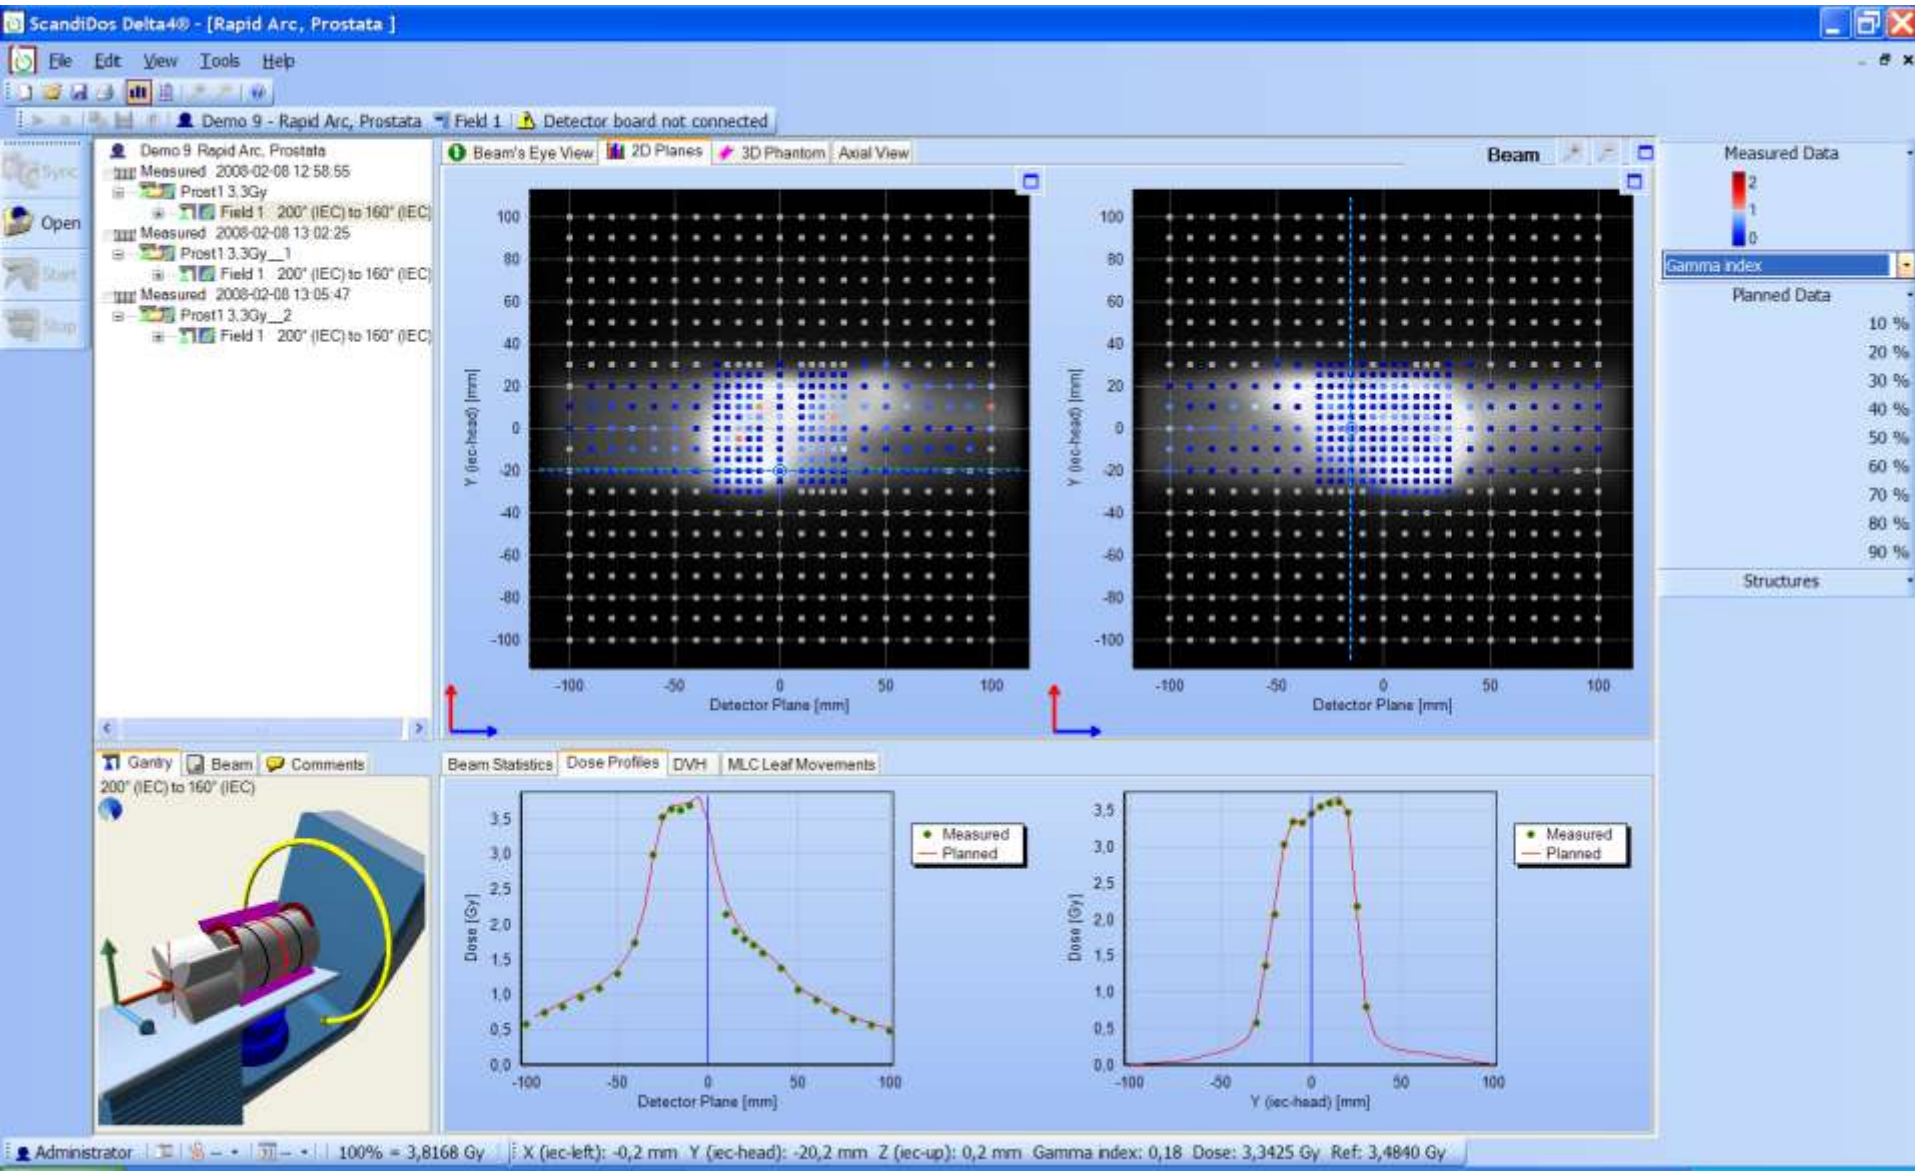 ScandiDos Delta4® - [Rapid Arc, Prostata ]
File Edit View Tools Help
Demo 9 - Rapid Arc, Prostata Field 1 Detector board not connected
Sync
Open
Start
Stop
Demo 9 Rapid Arc, Prostata
Measured 2008-02-08 12:58:55
Prost1 3.3Gy
Field 1 200° (IEC) to 160° (IEC)
Measured 2008-02-08 13:02:25
Prost1 3.3Gy__1
Field 1 200° (IEC) to 160° (IEC)
Measured 2008-02-08 13:05:47
Prost1 3.3Gy__2
Field 1 200° (IEC) to 160° (IEC)
Beam's Eye View 2D Planes 3D Phantom Axial View Beam
100
80
60
40
20
0
-20
-40
-60
-80
-100
Y (iec-head) [mm]
-100 -50 0 50 100
Detector Plane [mm]
100
80
60
40
20
0
-20
-40
-60
-80
-100
Y (iec-head) [mm]
-100 -50 0 50 100
Detector Plane [mm]
Measured Data
2
1
0
Gamma index
Planned Data
10 %
20 %
30 %
40 %
50 %
60 %
70 %
80 %
90 %
Structures
Gantry Beam Comments
200° (IEC) to 160° (IEC)
Beam Statistics Dose Profiles DVH MLC Leaf Movements
3,5
3,0
2,5
2,0
1,5
1,0
0,5
0,0
Dose [Gy]
-100 -50 0 50 100
Detector Plane [mm]
Measured
Planned
3,5
3,0
2,5
2,0
1,5
1,0
0,5
0,0
Dose [Gy]
-100 -50 0 50 100
Y (iec-head) [mm]
Measured
Planned
Administrator 100% = 3,8168 Gy X (iec-left): -0,2 mm Y (iec-head): -20,2 mm Z (iec-up): 0,2 mm Gamma index: 0,18 Dose: 3,3425 Gy Ref: 3,4840 Gy